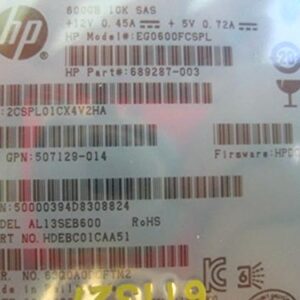 hp
600GB 10K SAS
+12V 0.45A + 5V 0.72A
HP Model#:EG0600FCSPL
HP Part#:689287-003
:2CSPL01CX4V2HA
GPN:507129-014
Firmware:HPD
N:50000394D8308824
DEL AL13SEB600 RoHS
RT NO. HDEBC01CAA51